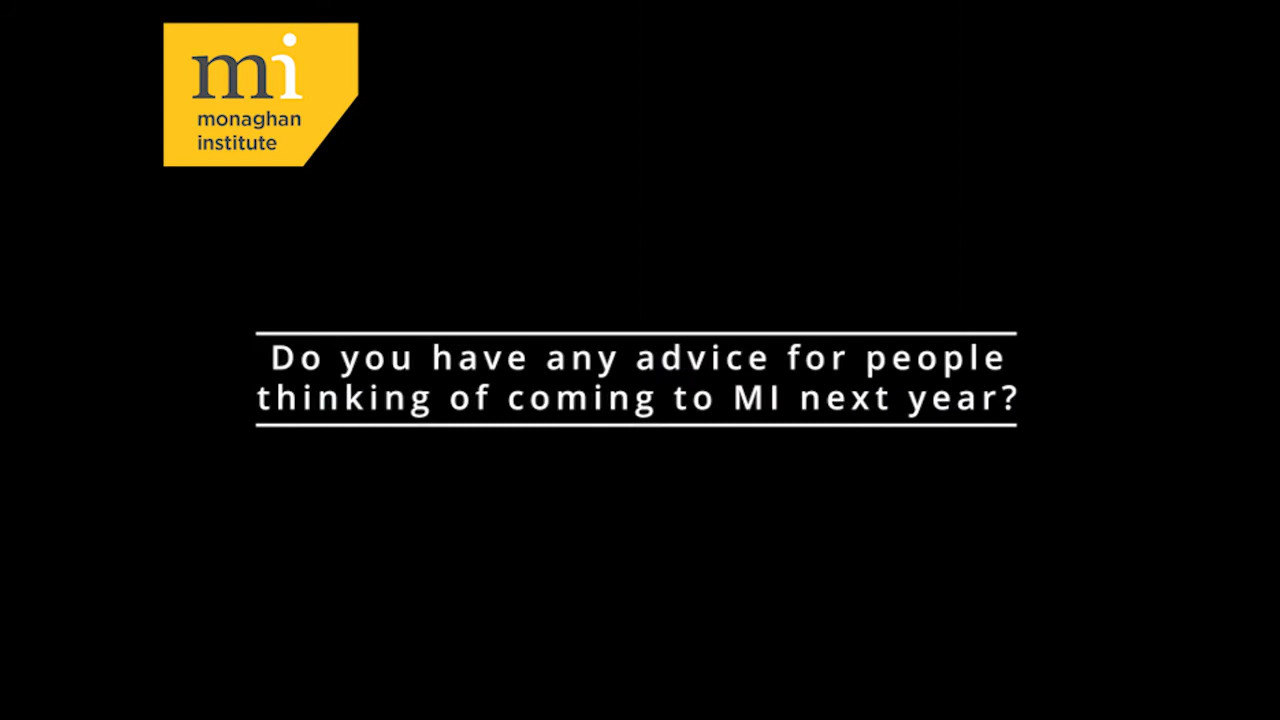 mi
monaghan
institute
Do you have any advice for people
thinking of coming to MI next year?